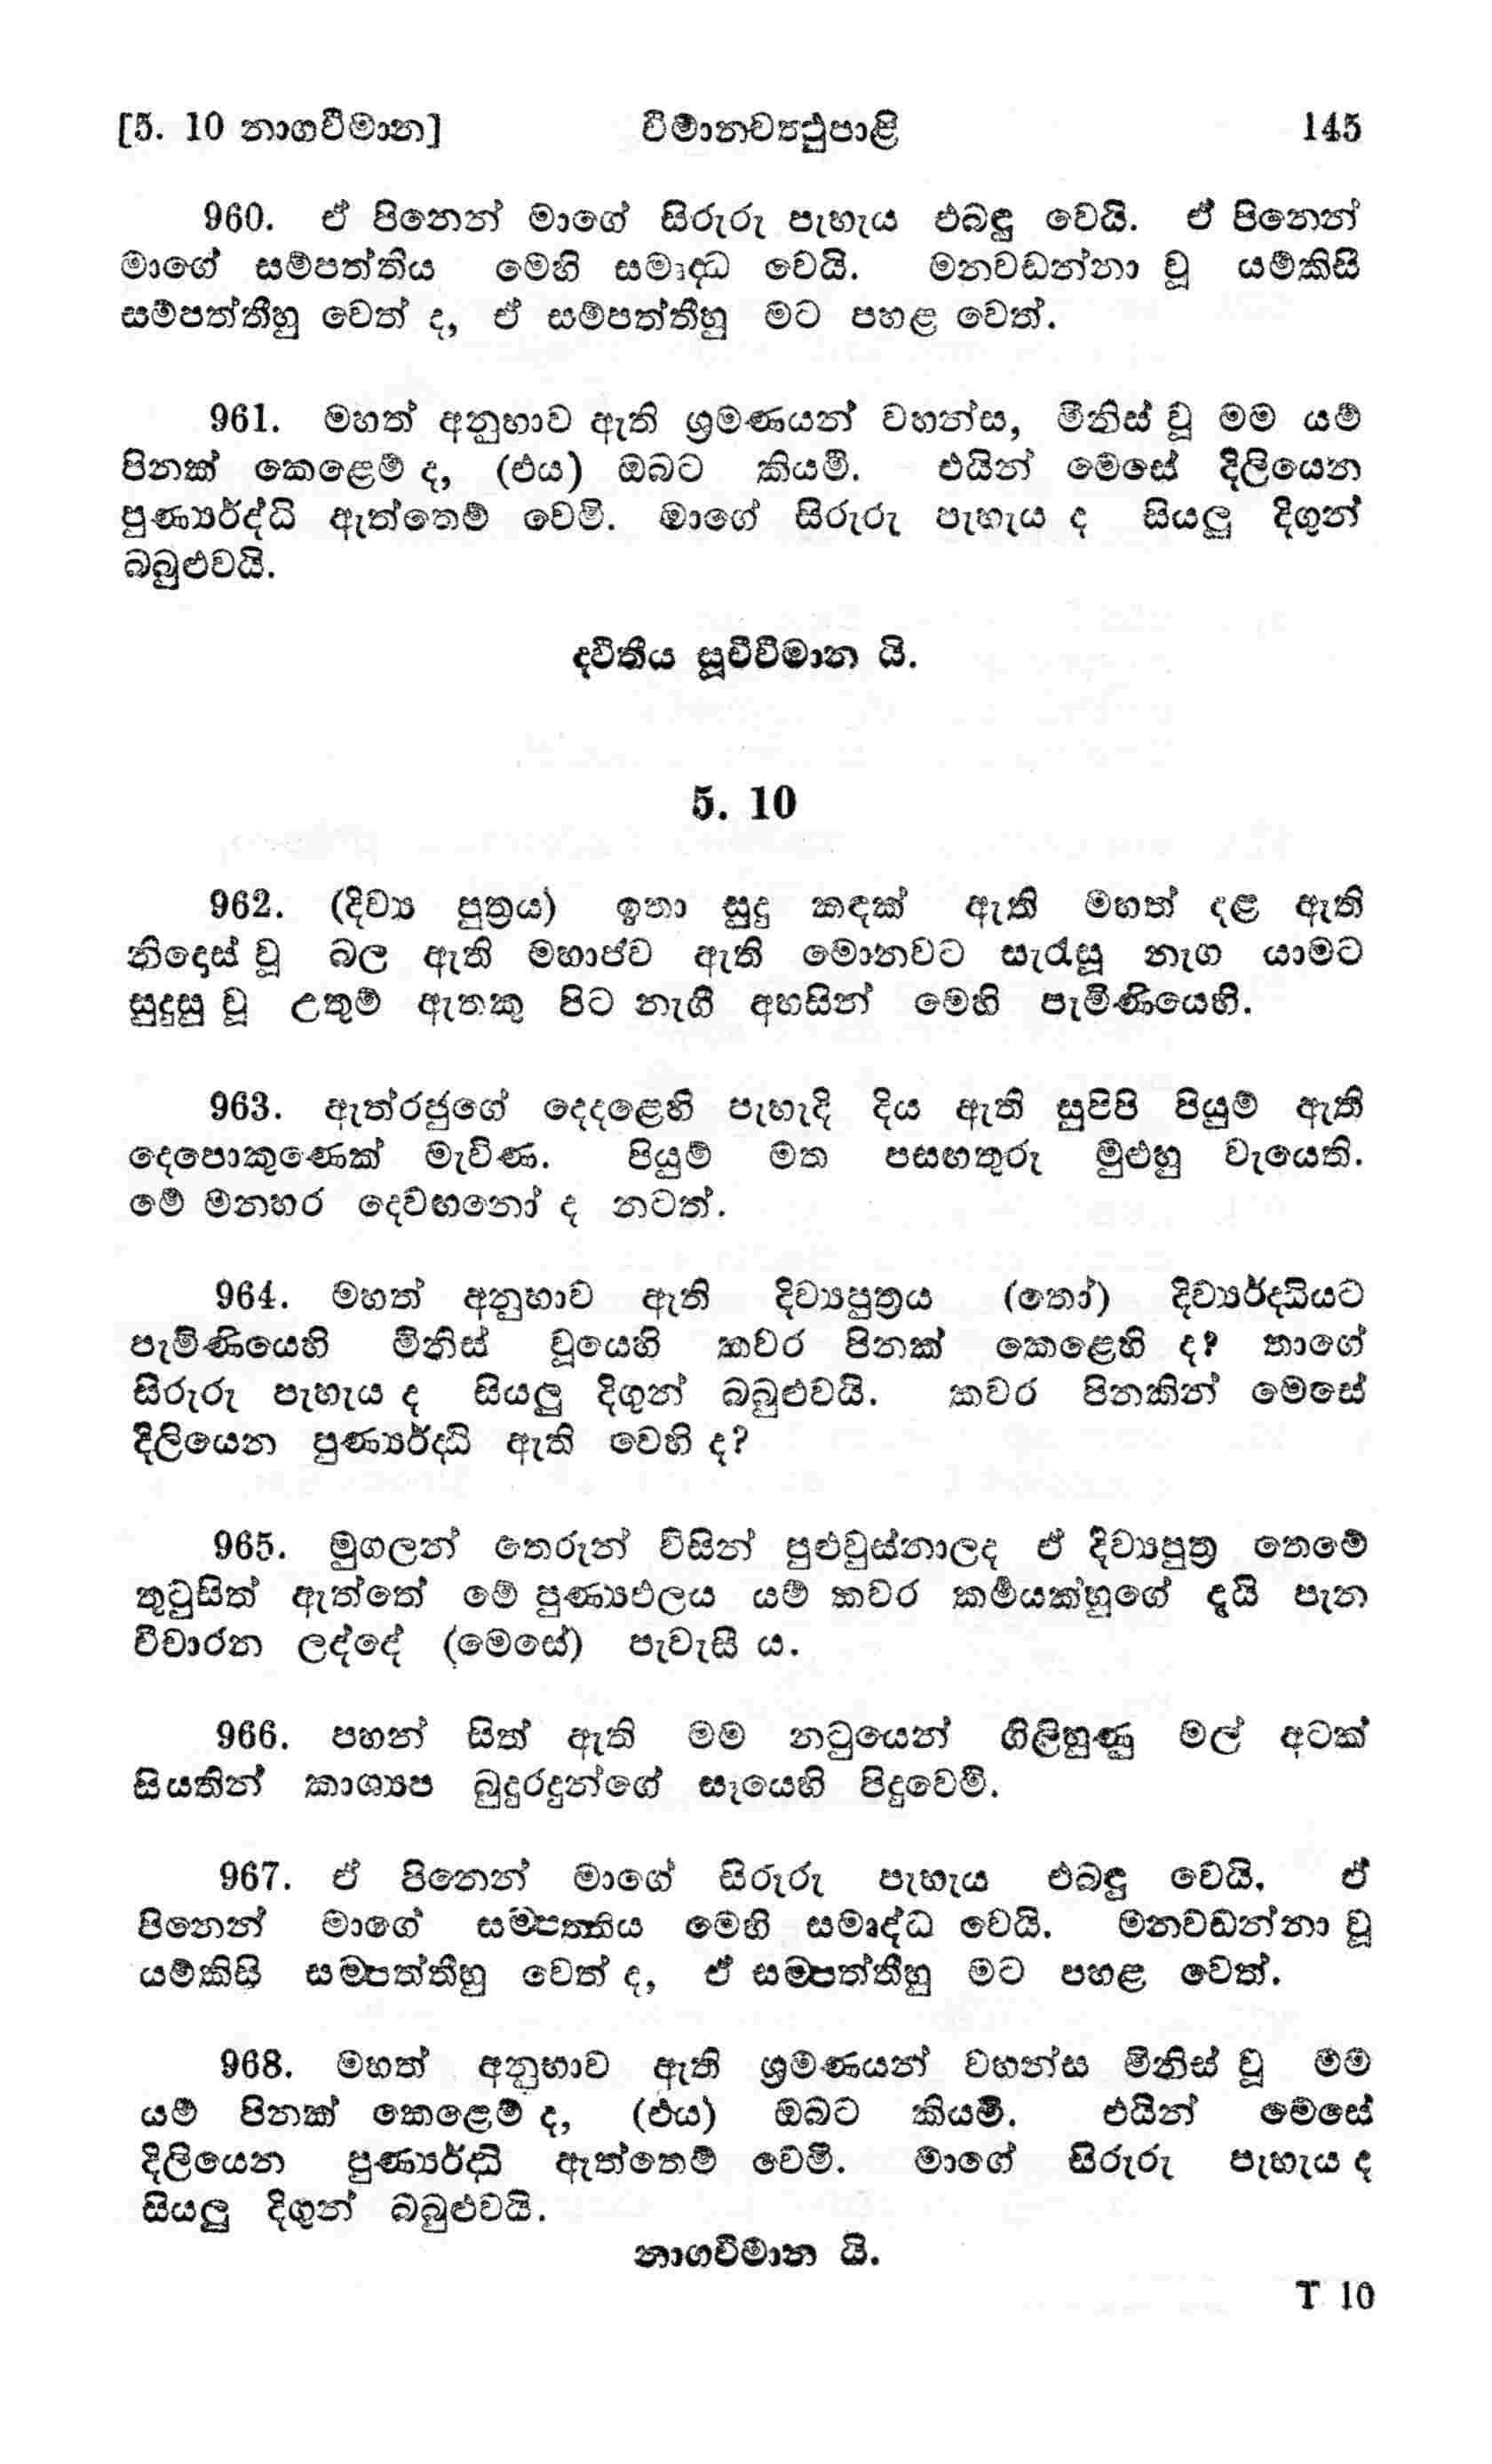 [5. 10 නාගවිමාන] විමානවත්‍ථුපාළි 145
960. ඒ පිනෙන් මාගේ සිරුරු පැහැය එබඳු වෙයි. ඒ පිනෙන්
මාගේ සම්පත්තිය මෙහි සමෘද්ධ වෙයි. මනවඩන්නා වූ යම්කිසි
සම්පත්තීහු වෙත් ද, ඒ සම්පත්තීහු මට පහළ වෙත්.
961. මහත් අනුභාව ඇති ශ්‍රමණයන් වහන්ස, මිනිස් වූ මම යම්
පිනක් කෙළෙම් ද, (එය) ඔබට කියමි. එයින් මෙසේ දිලියෙන
පුණ්‍යර්ද්ධි ඇත්තෙම් වෙමි. මාගේ සිරුරු පැහැය ද සියලු දිගුන්
බබුළුවයි.
ද්විතීය සූචිවිමාන යි.
5. 10
962. (දිව්‍ය පුත්‍රය) ඉතා සුදු කඳක් ඇති මහත් දළ ඇති
නිදොස් වූ බල ඇති මහාජව ඇති මොනවට සැරැසූ නැග යාමට
සුදුසු වූ උතුම් ඇතකු පිට නැගී අහසින් මෙහි පැමිණියෙහි.
963. ඇත්රජුගේ දෙදළෙහි පැහැදි දිය ඇති සුපිපි පියුම් ඇති
දෙපොකුණෙක් මැවිණ. පියුම් මත පසඟතුරු මුළුහු වැයෙති.
මේ මනහර දෙව්ඟනෝ ද නටත්.
964. මහත් අනුභාව ඇති දිව්‍යපුත්‍රය (තෝ) දිව්‍යර්ද්ධියට
පැමිණියෙහි මිනිස් වූයෙහි කවර පිනක් කෙළෙහි ද? තාගේ
සිරුරු පැහැය ද සියලු දිගුන් බබුළුවයි. කවර පිනකින් මෙසේ
දිලියෙන පුණ්‍යර්ද්ධි ඇති වෙහි ද?
965. මුගලන් තෙරුන් විසින් පුළුවුස්නාලද ඒ දිව්‍යපුත්‍ර තෙමේ
තුටුසිත් ඇත්තේ මේ පුණ්‍යඵලය යම් කවර කර්‍මයක්හුගේ දැයි පැන
විචාරන ලද්දේ (මෙසේ) පැවැසී ය.
966. පහන් සිත් ඇති මම නටුයෙන් ගිලිහුණු මල් අටක්
සියතින් කාශ්‍යප බුදුරදුන්ගේ සෑයෙහි පිදුවෙමි.
967. ඒ පිනෙන් මාගේ සිරුරු පැහැය එබඳු වෙයි. ඒ
පිනෙන් මාගේ සම්පත්තිය මෙහි සමෘද්ධ වෙයි. මනවඩන්නා වූ
යම්කිසි සම්පත්තීහු වෙත් ද, ඒ සම්පත්තීහු මට පහළ වෙත්.
968. මහත් අනුභාව ඇති ශ්‍රමණයන් වහන්ස මිනිස් වූ මම
යම් පිනක් කෙළෙම් ද, (එය) ඔබට කියමි. එයින් මෙසේ
දිලියෙන පුණ්‍යර්ද්ධි ඇත්තෙම් වෙමි. මාගේ සිරුරු පැහැය ද
සියලු දිගුන් බබුළුවයි.
නාගවිමාන යි.
T 10